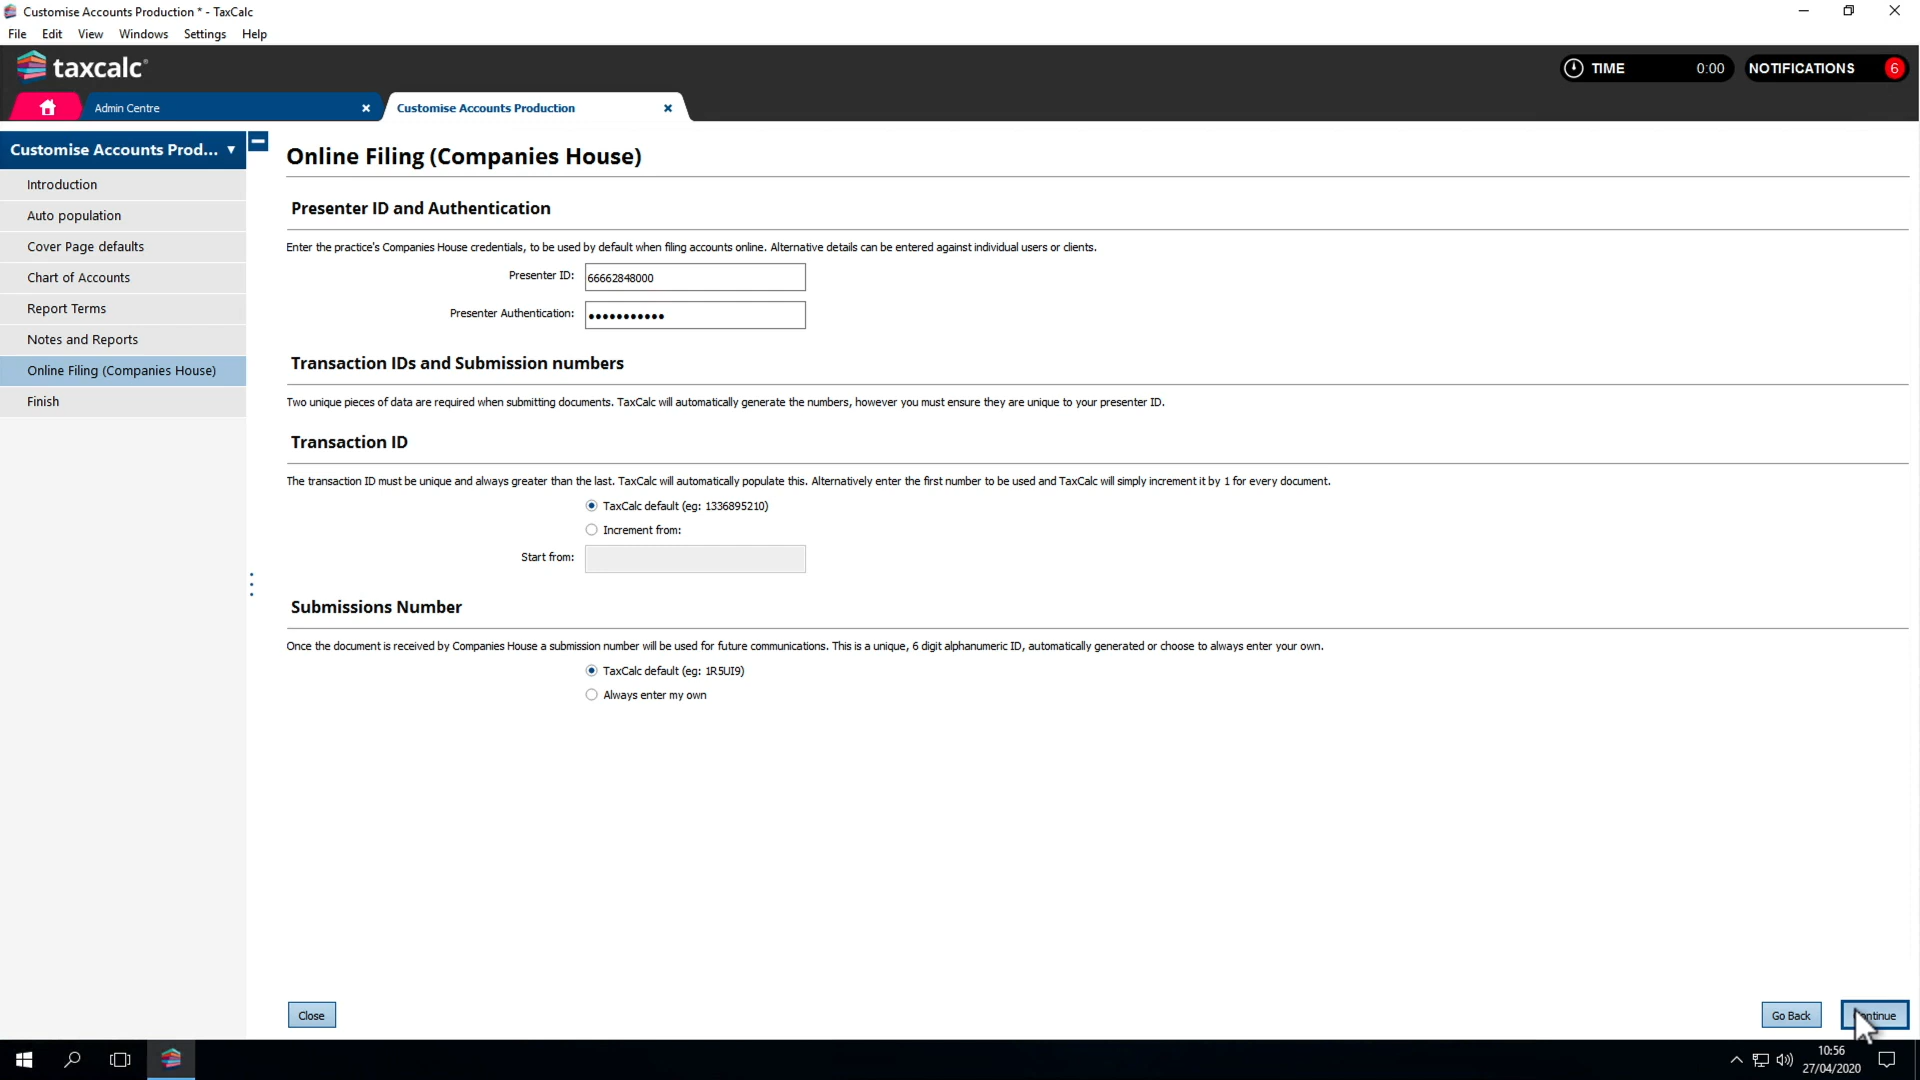 Customise Accounts Production * - TaxCalc
File Edit View Windows Settings Help
taxcalc
TIME 0:00 NOTIFICATIONS 6
Admin Centre
Customise Accounts Production
Customise Accounts Prod...
Introduction
Auto population
Cover Page defaults
Chart of Accounts
Report Terms
Notes and Reports
Online Filing (Companies House)
Finish
Online Filing (Companies House)
Presenter ID and Authentication
Enter the practice's Companies House credentials, to be used by default when filing accounts online. Alternative details can be entered against individual users or clients.
Presenter ID: 66662848000
Presenter Authentication: •••••••••••
Transaction IDs and Submission numbers
Two unique pieces of data are required when submitting documents. TaxCalc will automatically generate the numbers, however you must ensure they are unique to your presenter ID.
Transaction ID
The transaction ID must be unique and always greater than the last. TaxCalc will automatically populate this. Alternatively enter the first number to be used and TaxCalc will simply increment it by 1 for every document.
TaxCalc default (eg: 1336895210)
Increment from:
Start from:
Submissions Number
Once the document is received by Companies House a submission number will be used for future communications. This is a unique, 6 digit alphanumeric ID, automatically generated or choose to always enter your own.
TaxCalc default (eg: 1R5UI9)
Always enter my own
Close
Go Back
10:56
27/04/2020